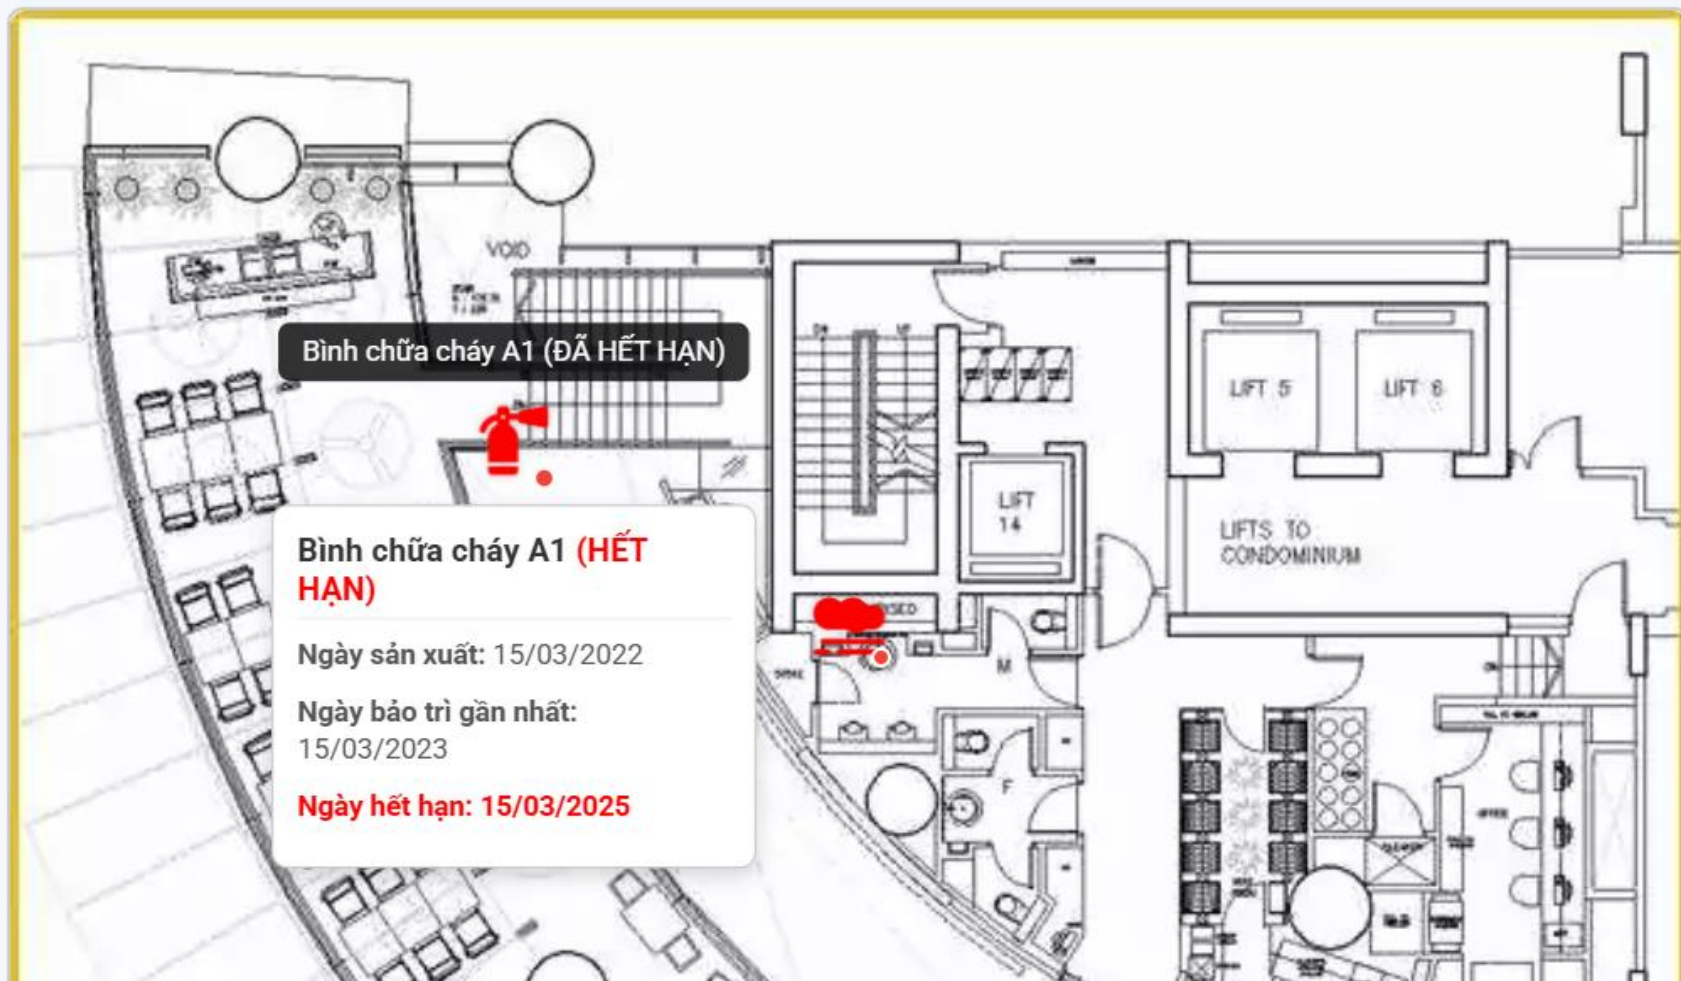 VOID
Bình chữa cháy A1 (ĐÃ HẾT HẠN)
LIFT 5
LIFT 6
LIFT
14
LIFTS TO
CONDOMINIUM
Bình chữa cháy A1 (HẾT
HẠN)
Ngày sản xuất: 15/03/2022
Ngày bảo trì gần nhất:
15/03/2023
Ngày hết hạn: 15/03/2025
UP
M
F
OFFICE